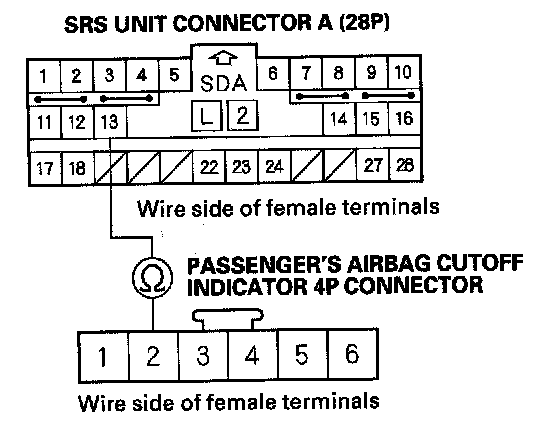 SRS UNIT CONNECTOR A (28P)
1 2 3 4 5 6 7 8 9 10
SDA
L 2
11 12 13 14 15 16
17 18 22 23 24 27 28
Wire side of female terminals
Ω
PASSENGER'S AIRBAG CUTOFF
INDICATOR 4P CONNECTOR
1 2 3 4 5 6
Wire side of female terminals